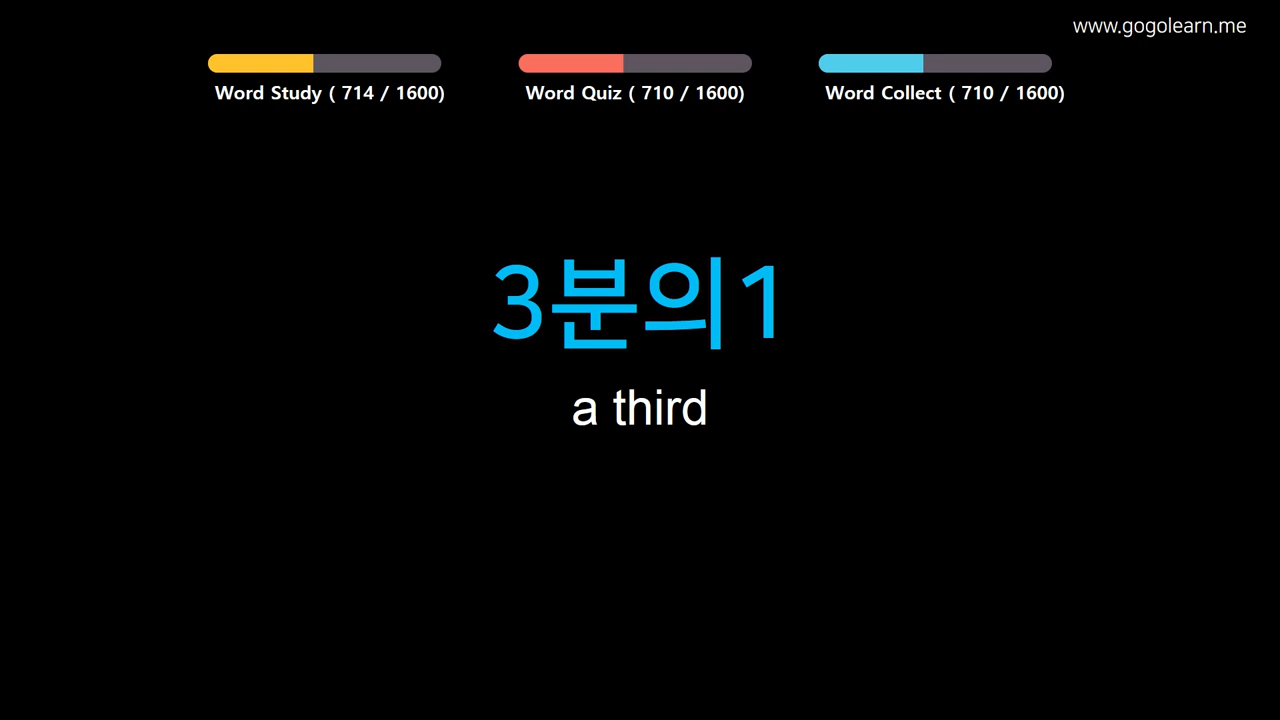 www.gogolearn.me
Word Study ( 714 / 1600)
Word Quiz ( 710 / 1600)
Word Collect ( 710 / 1600)
3분의1
a third